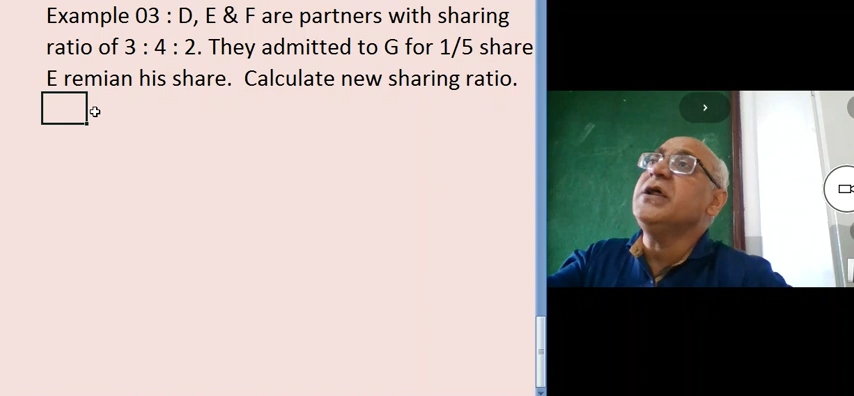 Example 03 : D, E & F are partners with sharing
ratio of 3 : 4 : 2. They admitted to G for 1/5 share
E remian his share.  Calculate new sharing ratio.